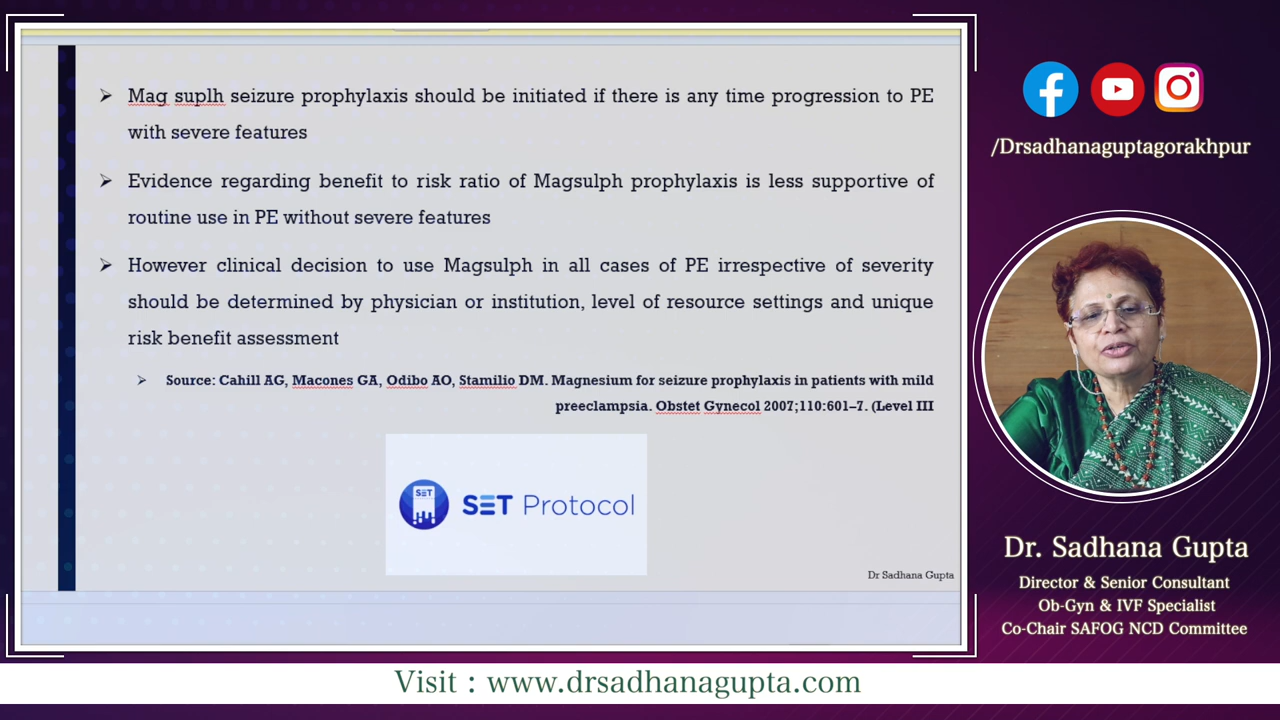 Mag suplh seizure prophylaxis should be initiated if there is any time progression to PE
with severe features
Evidence regarding benefit to risk ratio of Magsulph prophylaxis is less supportive of
routine use in PE without severe features
However clinical decision to use Magsulph in all cases of PE irrespective of severity
should be determined by physician or institution, level of resource settings and unique
risk benefit assessment
Source: Cahill AG, Macones GA, Odibo AO, Stamilio DM. Magnesium for seizure prophylaxis in patients with mild
preeclampsia. Obstet Gynecol 2007;110:601–7. (Level III
SET
SET Protocol
Dr Sadhana Gupta
/Drsadhanaguptagorakhpur
Dr. Sadhana Gupta
Director & Senior Consultant
Ob-Gyn & IVF Specialist
Co-Chair SAFOG NCD Committee
Visit : www.drsadhanagupta.com